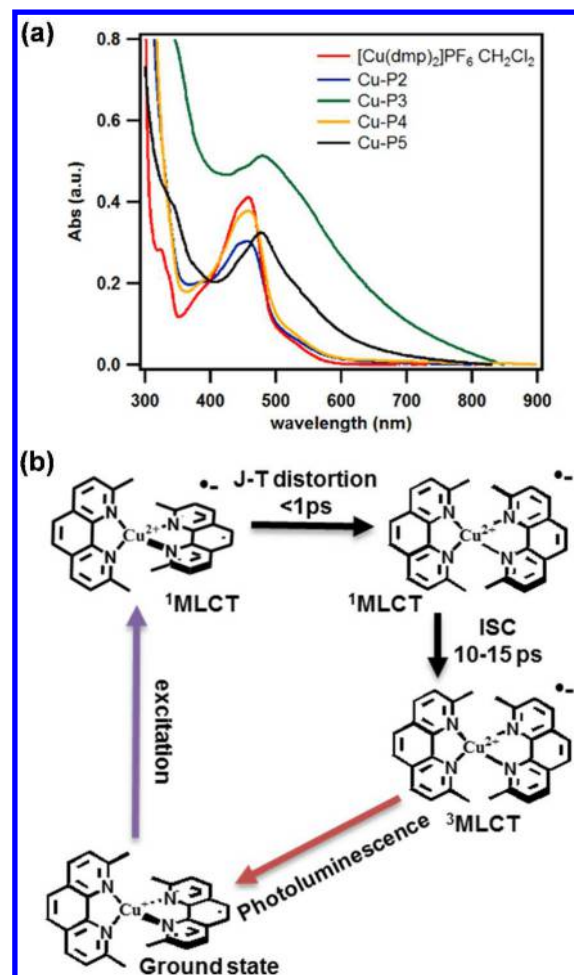 (a)
0.8
0.6
0.4
0.2
0.0
Abs (a.u.)
[Cu(dmp)₂]PF₆ CH₂Cl₂
Cu-P2
Cu-P3
Cu-P4
Cu-P5
300 400 500 600 700 800 900
wavelength (nm)
(b)
•-
J-T distortion
<1ps
•-
N N Cu²⁺ N N
N N Cu²⁺ N N
¹MLCT
¹MLCT
ISC
10-15 ps
excitation
•-
N N Cu²⁺ N N
³MLCT
Photoluminescence
N N Cu⁺ N N
Ground state